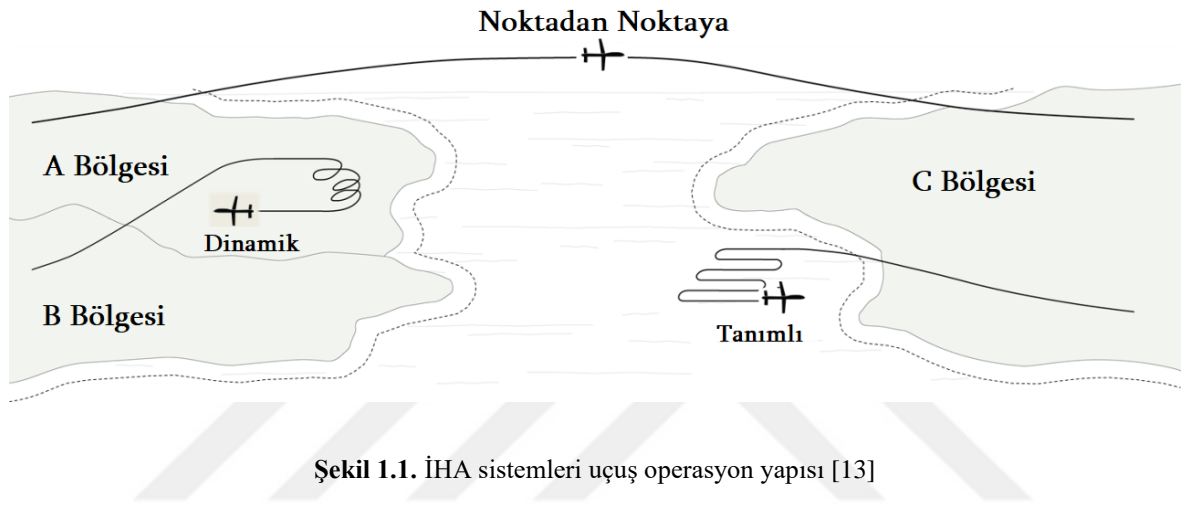 Noktadan Noktaya
A Bölgesi
C Bölgesi
Dinamik
B Bölgesi
Tanımlı
Şekil 1.1. İHA sistemleri uçuş operasyon yapısı [13]